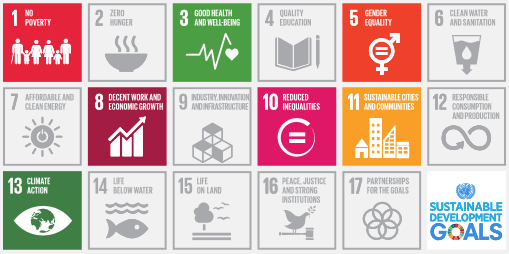 1 NO
POVERTY
2 ZERO
HUNGER
3 GOOD HEALTH
AND WELL-BEING
4 QUALITY
EDUCATION
5 GENDER
EQUALITY
6 CLEAN WATER
AND SANITATION
7 AFFORDABLE AND
CLEAN ENERGY
8 DECENT WORK AND
ECONOMIC GROWTH
9 INDUSTRY, INNOVATION
AND INFRASTRUCTURE
10 REDUCED
INEQUALITIES
11 SUSTAINABLE CITIES
AND COMMUNITIES
12 RESPONSIBLE
CONSUMPTION
AND PRODUCTION
13 CLIMATE
ACTION
14 LIFE
BELOW WATER
15 LIFE
ON LAND
16 PEACE, JUSTICE
AND STRONG
INSTITUTIONS
17 PARTNERSHIPS
FOR THE GOALS
SUSTAINABLE
DEVELOPMENT
GOALS